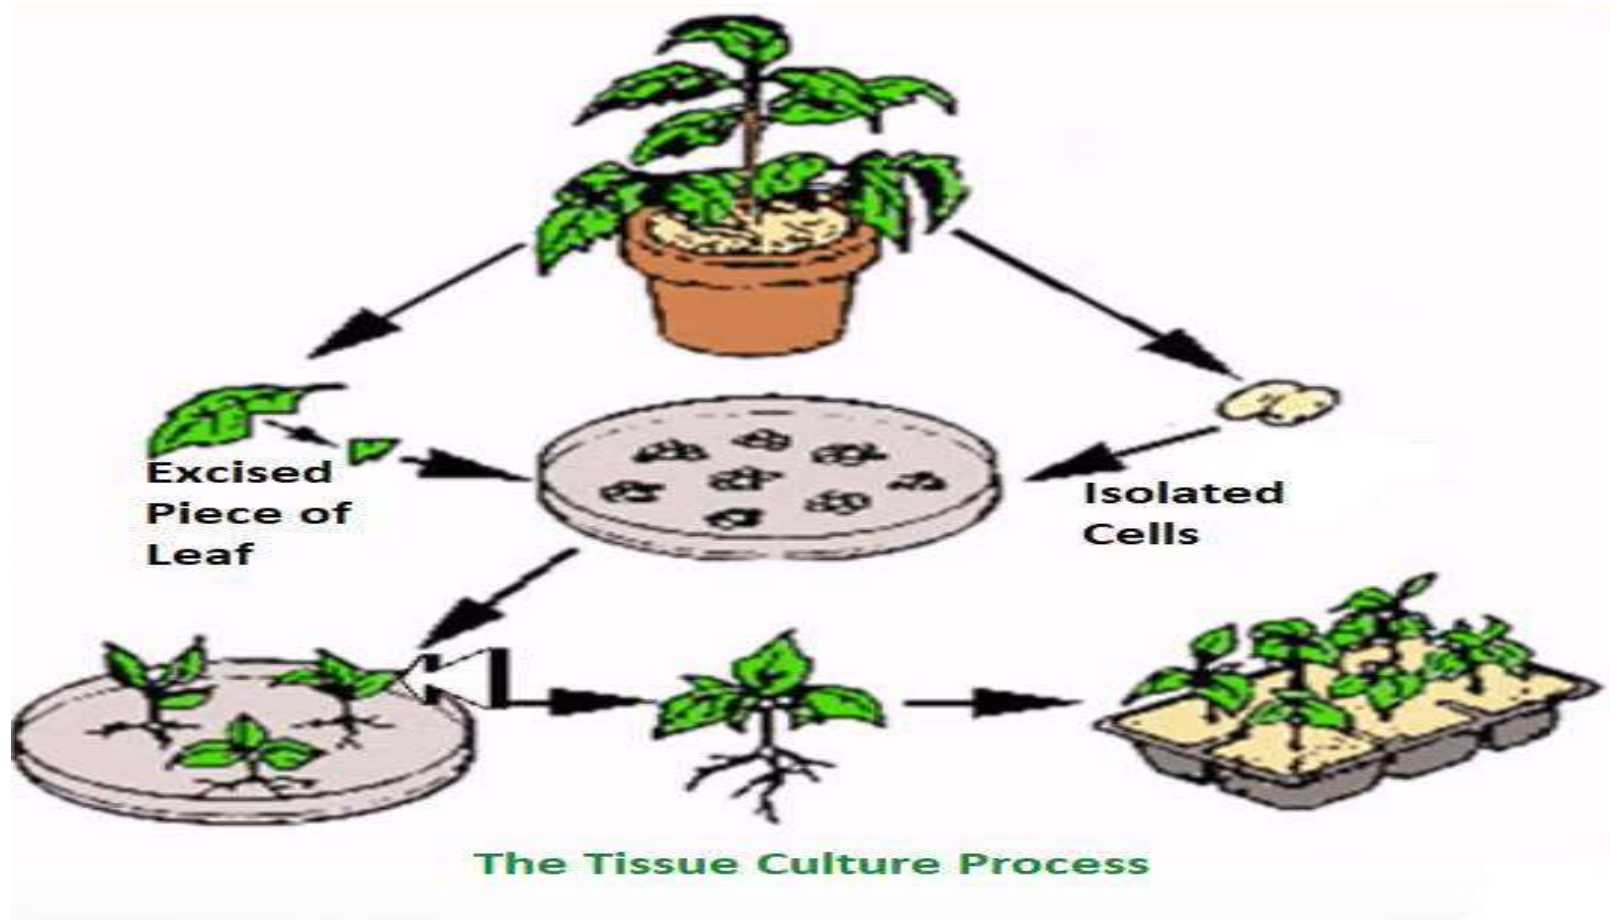 Excised
Piece of
Leaf
Isolated
Cells
The Tissue Culture Process